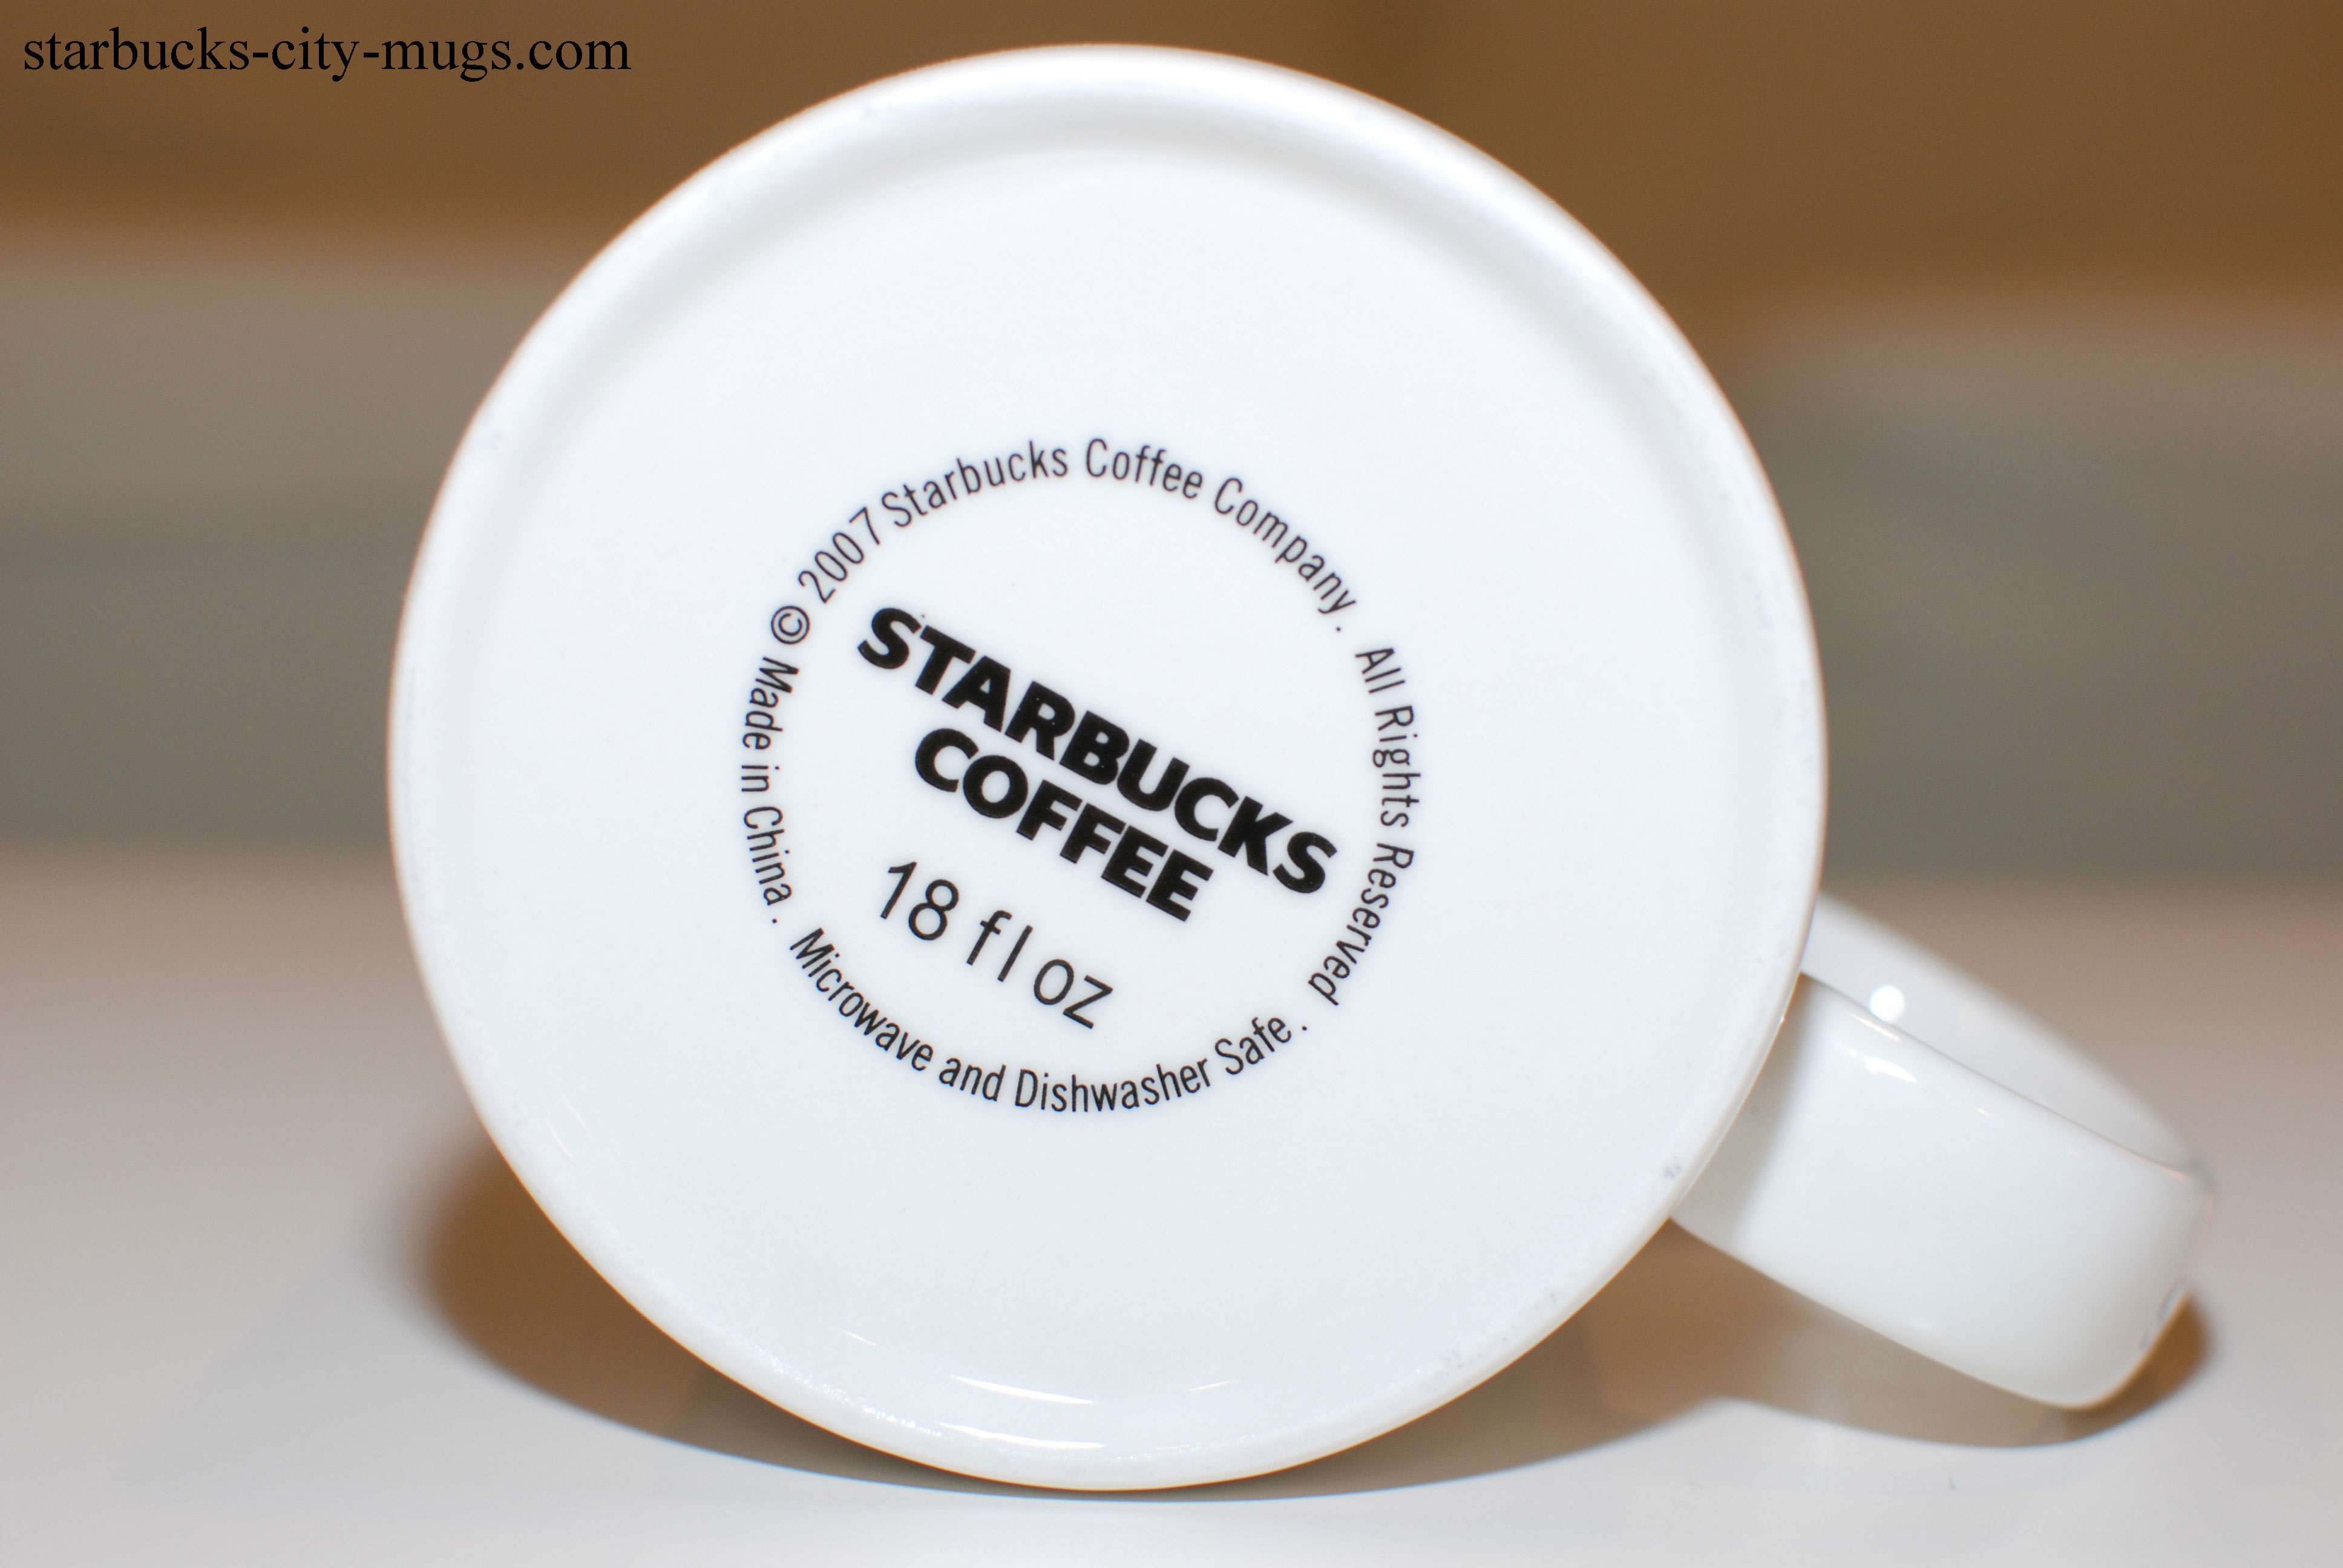 starbucks-city-mugs.com
© 2007 Starbucks Coffee Company. All Rights Reserved
STARBUCKS
COFFEE
18 fl oz
Made in China. Microwave and Dishwasher Safe.